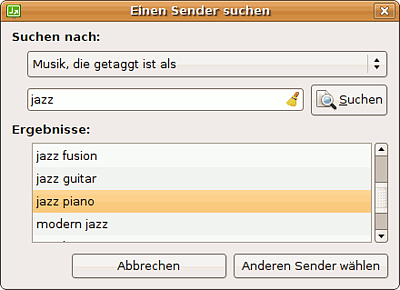 Einen Sender suchen
Suchen nach:
Musik, die getaggt ist als
jazz
Suchen
Ergebnisse:
jazz fusion
jazz guitar
jazz piano
modern jazz
Abbrechen
Anderen Sender wählen